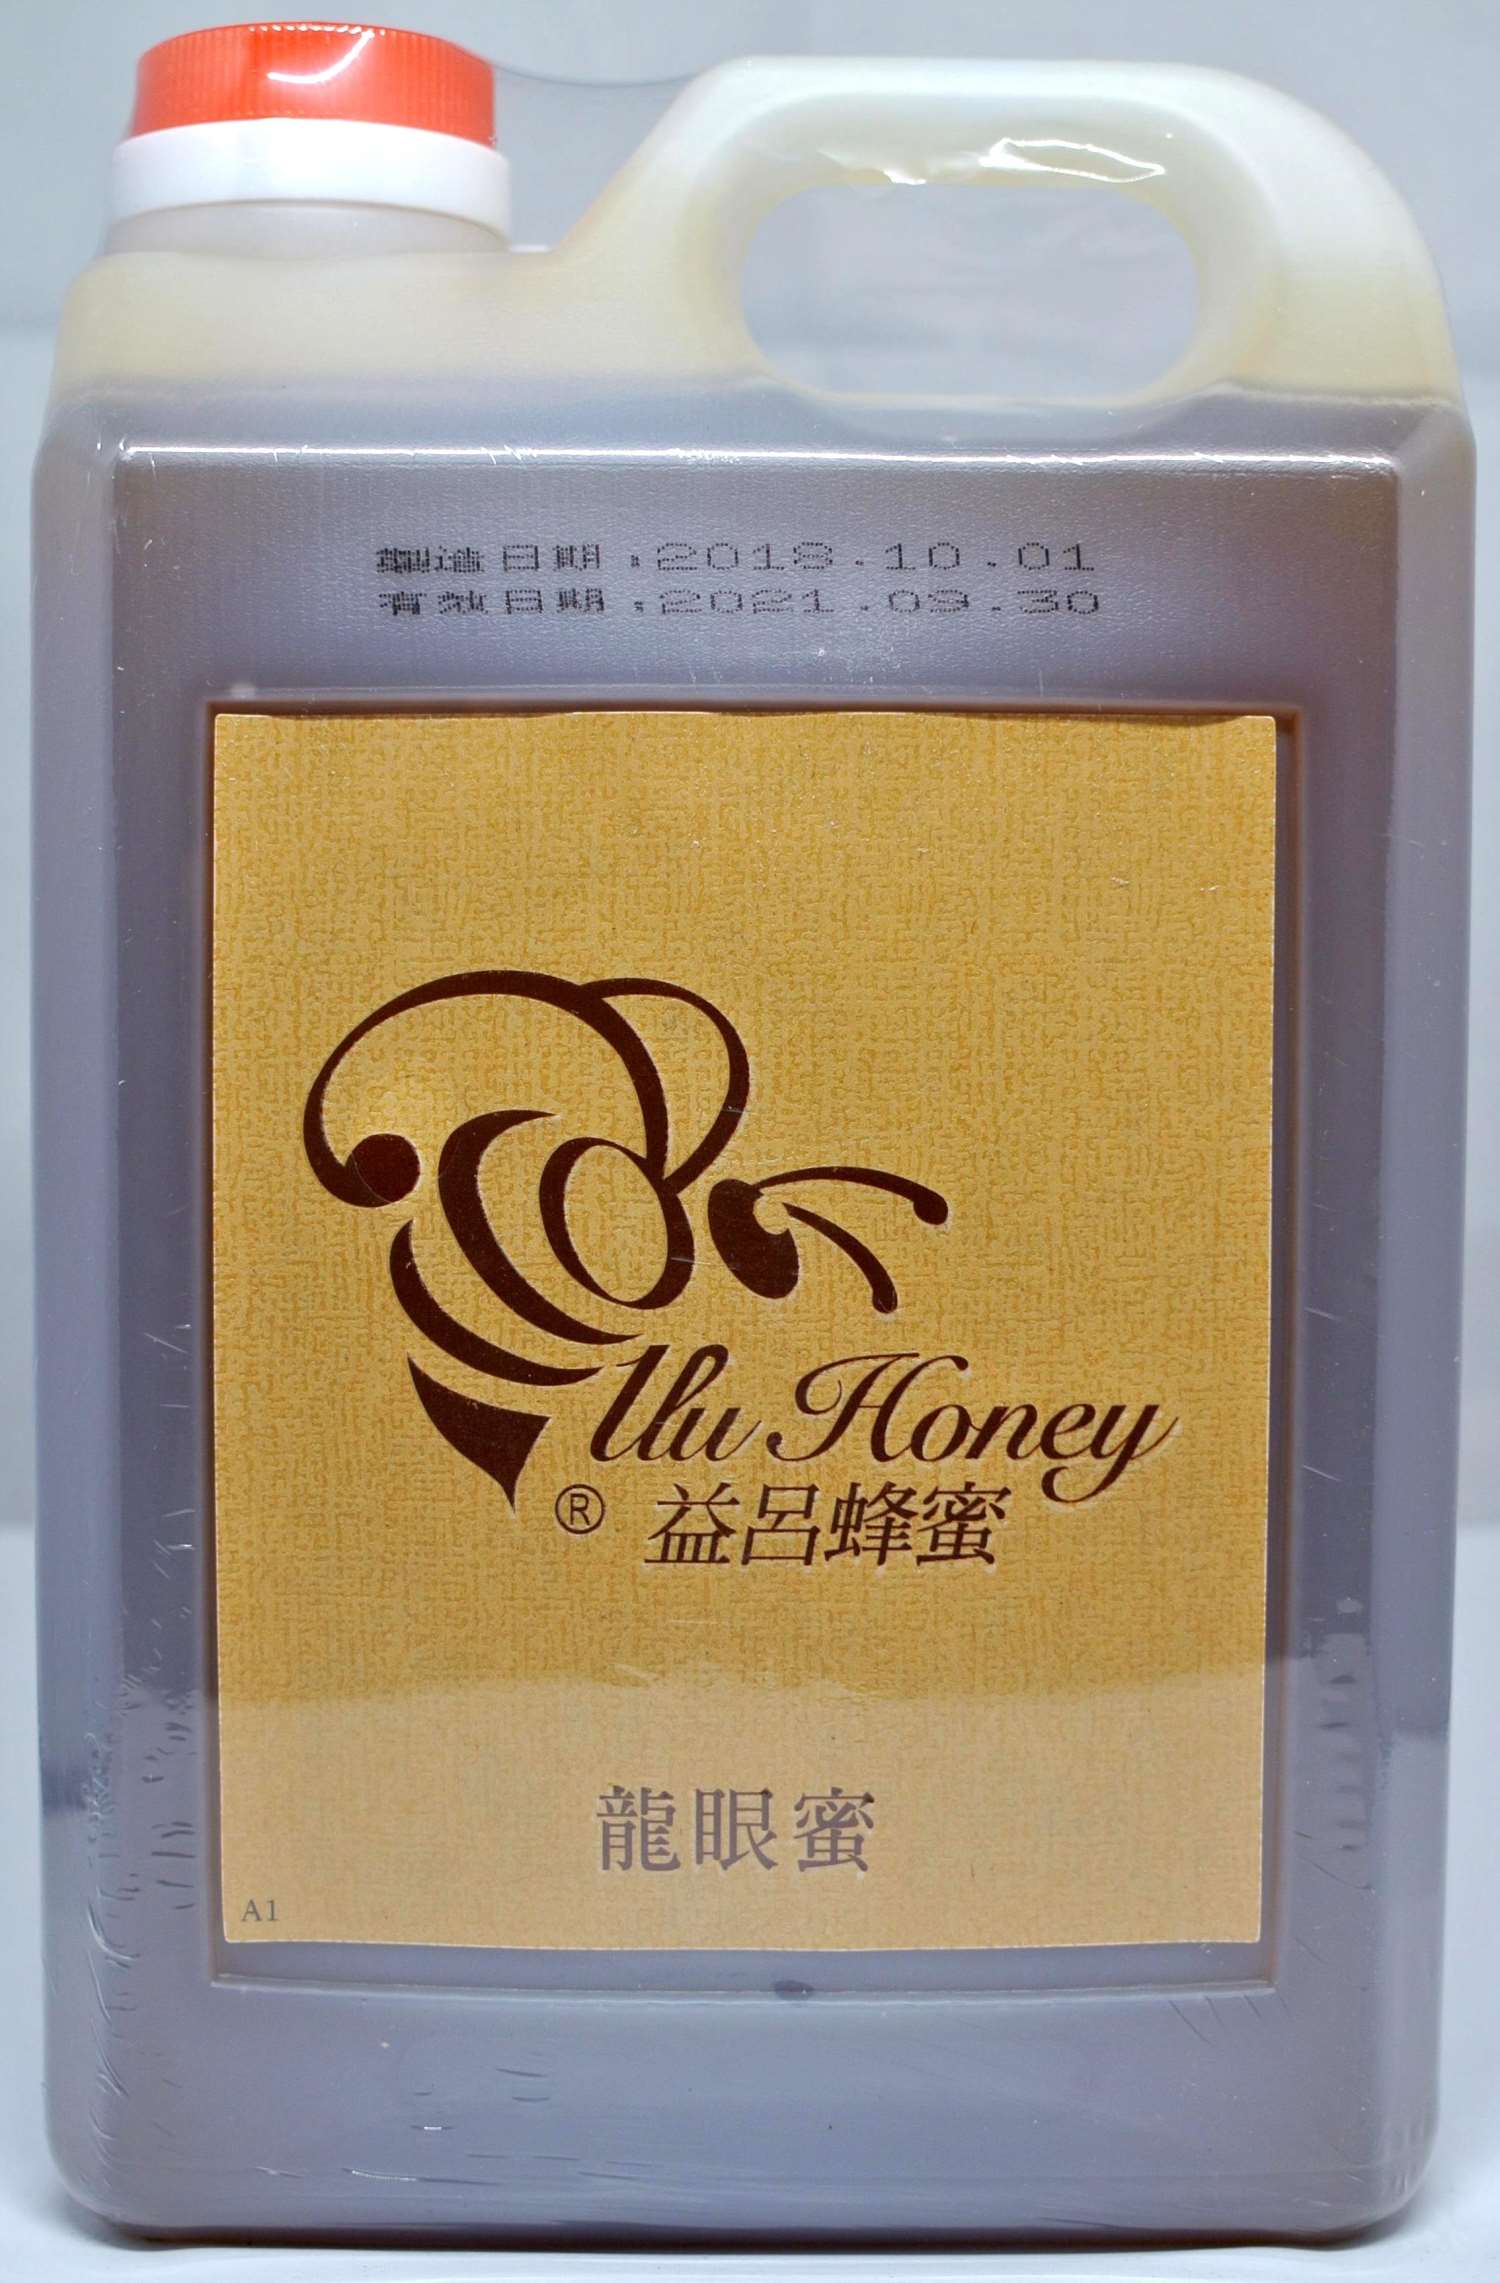 製造日期:2018.10.01
有效日期:2021.09.30
Ulu Honey
® 益呂蜂蜜
龍眼蜜
A1